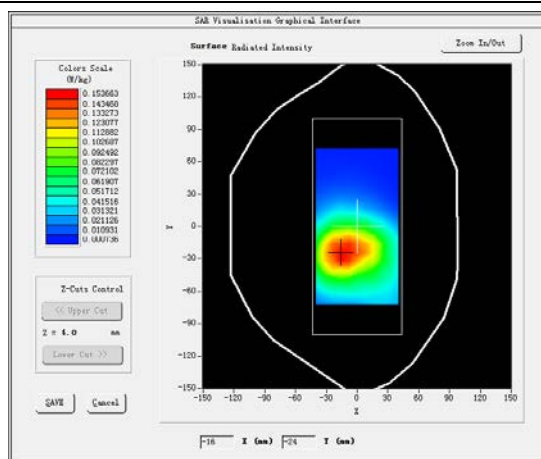 SAR Visualisation Graphical Interface
Surface Radiated Intensity
Zoom In/Out
Colors Scale
(W/kg)
0.153663
0.143468
0.133273
0.123077
0.112882
0.102687
0.092492
0.082297
0.072102
0.061907
0.051712
0.041516
0.031321
0.021126
0.010931
0.000736
150
120
90
60
30
0
-30
-60
-90
-120
-150
Y
-150 -120 -90 -60 -30 0 30 60 90 120 150
X
Z-Cuts Control
<< Upper Cut
Z = 4.0 mm
Lower Cut >>
SAVE
Cancel
-16 X (mm) -24 Y (mm)